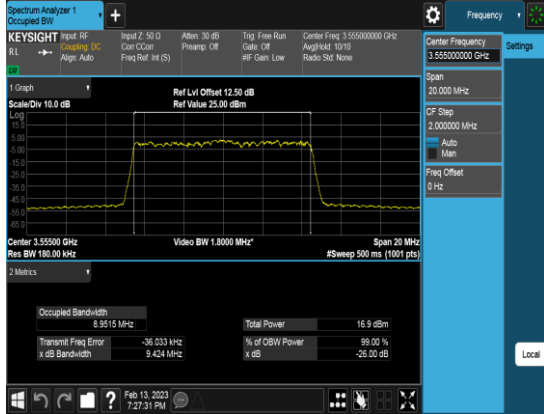 Spectrum Analyzer 1
Occupied BW
+
Frequency
KEYSIGHT
RL
Input: RF
Coupling: DC
Align: Auto
Input Z: 50 Ω
Corr CCorr
Freq Ref: Int (S)
Atten: 30 dB
Preamp: Off
Trig: Free Run
Gate: Off
#IF Gain: Low
Center Freq: 3.555000000 GHz
Avg|Hold: 10/10
Radio Std: None
Center Frequency
3.555000000 GHz
Settings
Span
20.000 MHz
CF Step
2.000000 MHz
Auto
Man
Freq Offset
0 Hz
Local
1 Graph
Scale/Div 10.0 dB
Ref Lvl Offset 12.50 dB
Ref Value 25.00 dBm
Log
15.0
5.00
-5.00
-15.0
-25.0
-35.0
-45.0
-55.0
-65.0
Center 3.55500 GHz
Res BW 180.00 kHz
Video BW 1.8000 MHz*
Span 20 MHz
#Sweep 500 ms (1001 pts)
2 Metrics
Occupied Bandwidth
8.9515 MHz
Total Power 16.9 dBm
Transmit Freq Error -36.033 kHz
% of OBW Power 99.00 %
x dB Bandwidth 9.424 MHz
x dB -26.00 dB
?
Feb 13, 2023
7:27:31 PM